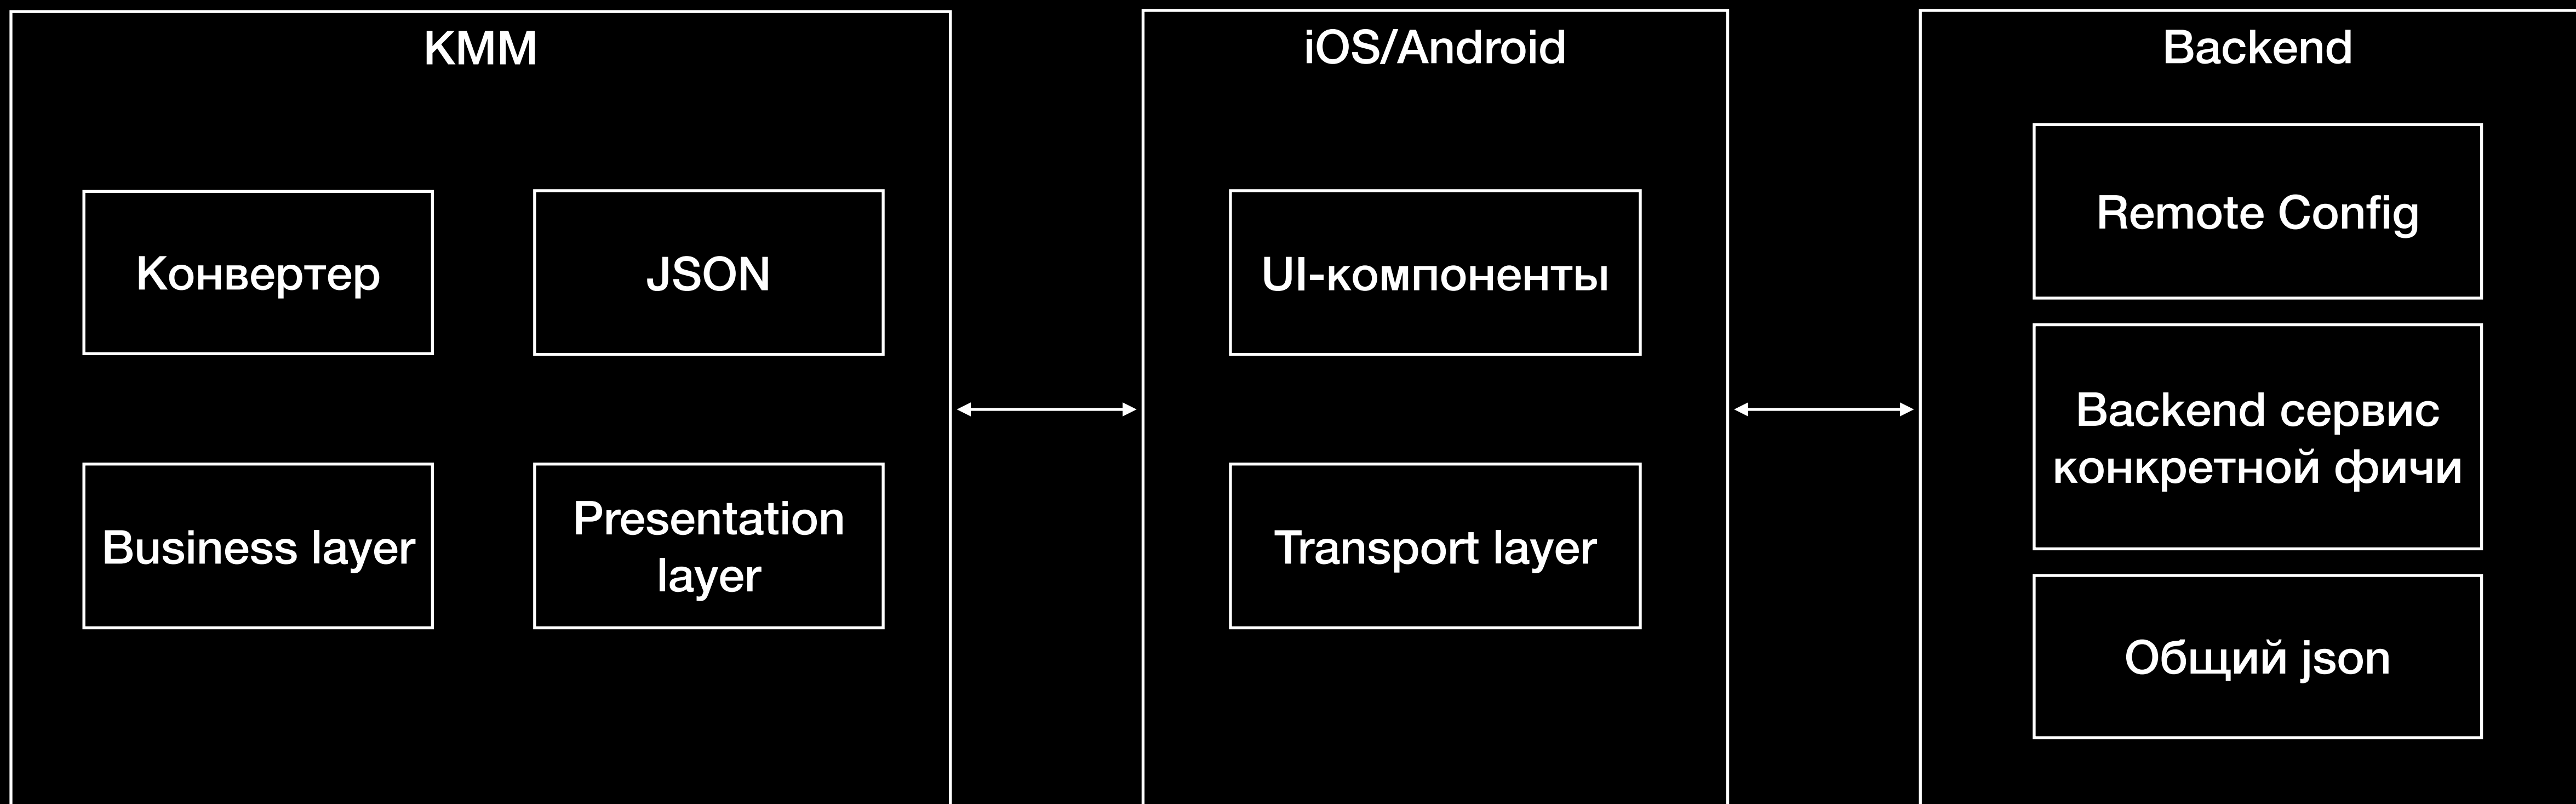 KMM
Конвертер
JSON
Business layer
Presentation
layer
iOS/Android
UI-компоненты
Transport layer
Backend
Remote Config
Backend сервис
конкретной фичи
Общий json